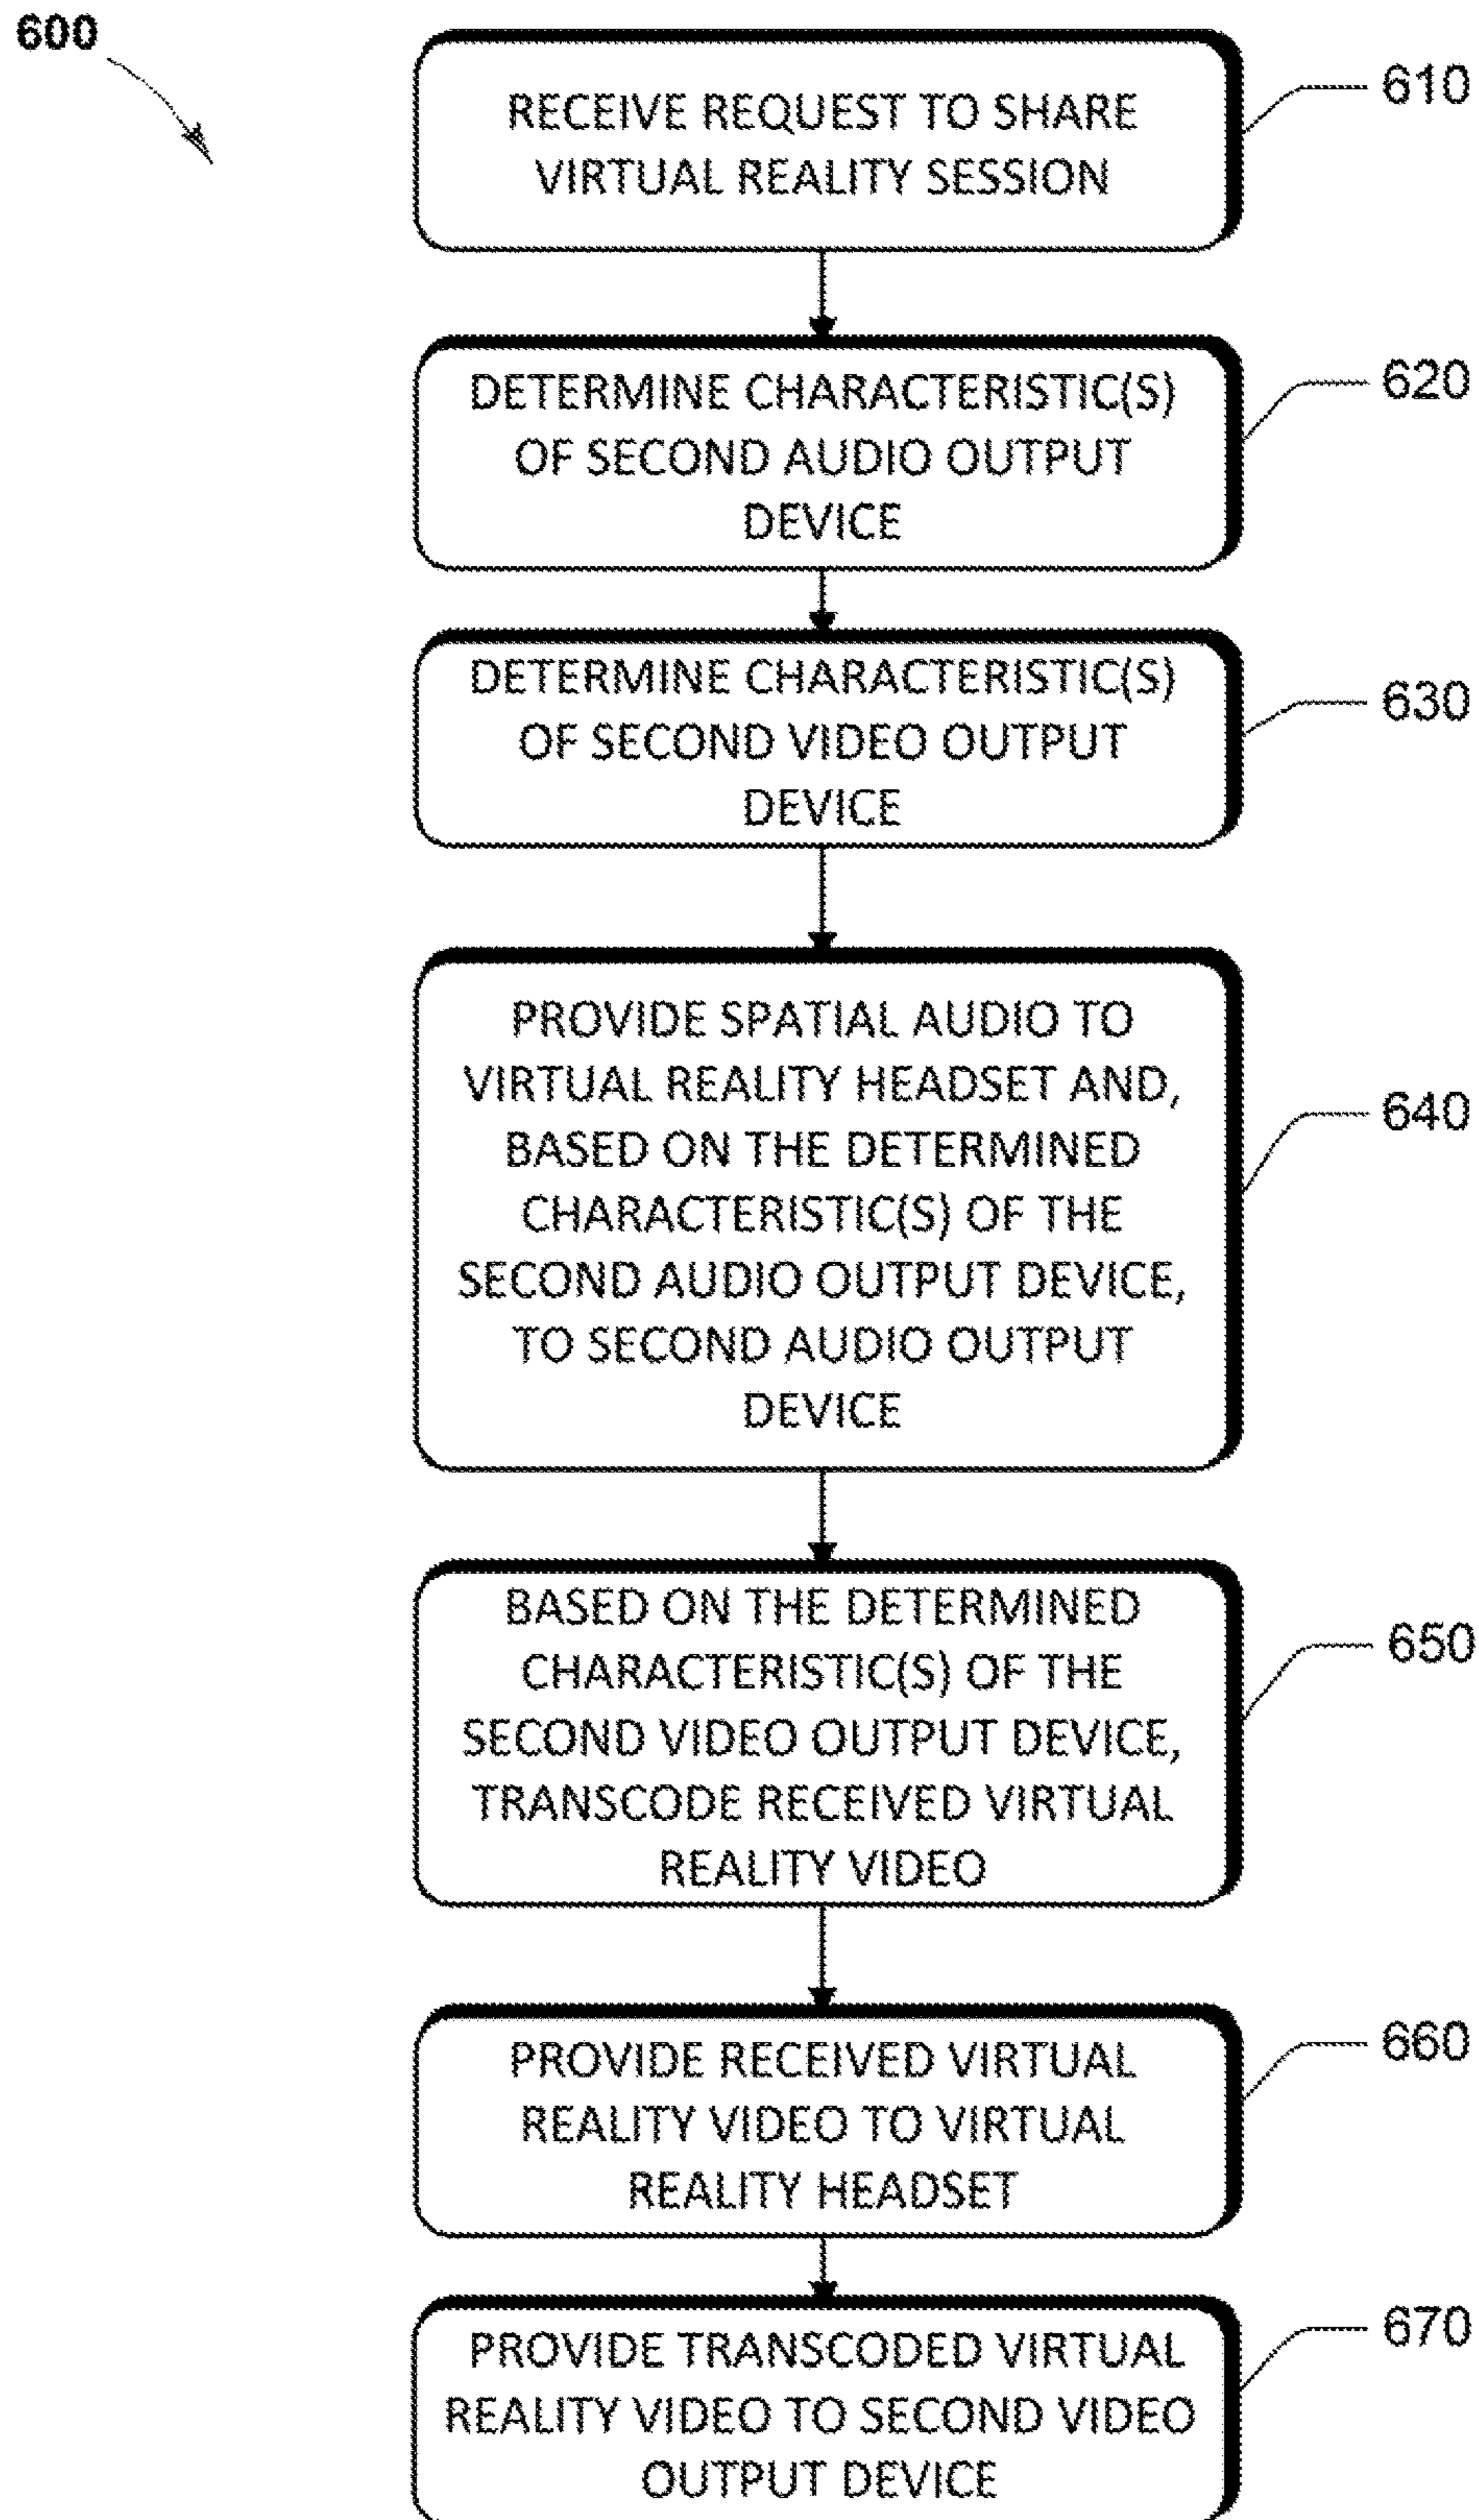 600
RECEIVE REQUEST TO SHARE
VIRTUAL REALITY SESSION
610
DETERMINE CHARACTERISTIC(S)
OF SECOND AUDIO OUTPUT
DEVICE
620
DETERMINE CHARACTERISTIC(S)
OF SECOND VIDEO OUTPUT
DEVICE
630
PROVIDE SPATIAL AUDIO TO
VIRTUAL REALITY HEADSET AND,
BASED ON THE DETERMINED
CHARACTERISTIC(S) OF THE
SECOND AUDIO OUTPUT DEVICE,
TO SECOND AUDIO OUTPUT
DEVICE
640
BASED ON THE DETERMINED
CHARACTERISTIC(S) OF THE
SECOND VIDEO OUTPUT DEVICE,
TRANSCODE RECEIVED VIRTUAL
REALITY VIDEO
650
PROVIDE RECEIVED VIRTUAL
REALITY VIDEO TO VIRTUAL
REALITY HEADSET
660
PROVIDE TRANSCODED VIRTUAL
REALITY VIDEO TO SECOND VIDEO
OUTPUT DEVICE
670